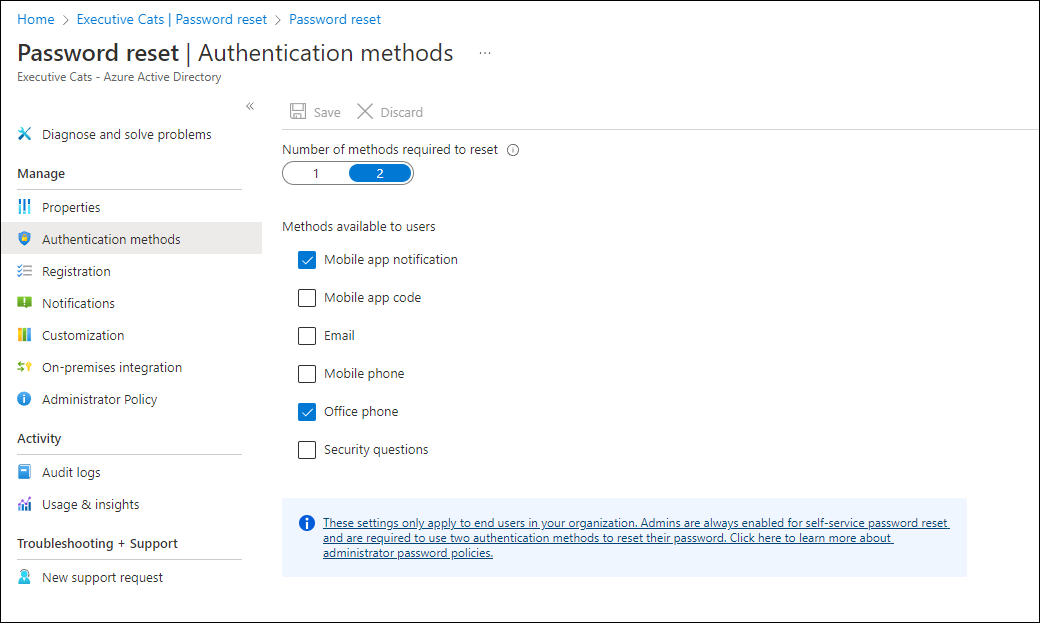 Home > Executive Cats | Password reset > Password reset
Password reset | Authentication methods ...
Executive Cats - Azure Active Directory
«
Save Discard
Diagnose and solve problems
Manage
Properties
Authentication methods
Registration
Notifications
Customization
On-premises integration
Administrator Policy
Activity
Audit logs
Usage & insights
Troubleshooting + Support
New support request
Number of methods required to reset
1 2
Methods available to users
Mobile app notification
Mobile app code
Email
Mobile phone
Office phone
Security questions
These settings only apply to end users in your organization. Admins are always enabled for self-service password reset
and are required to use two authentication methods to reset their password. Click here to learn more about
administrator password policies.